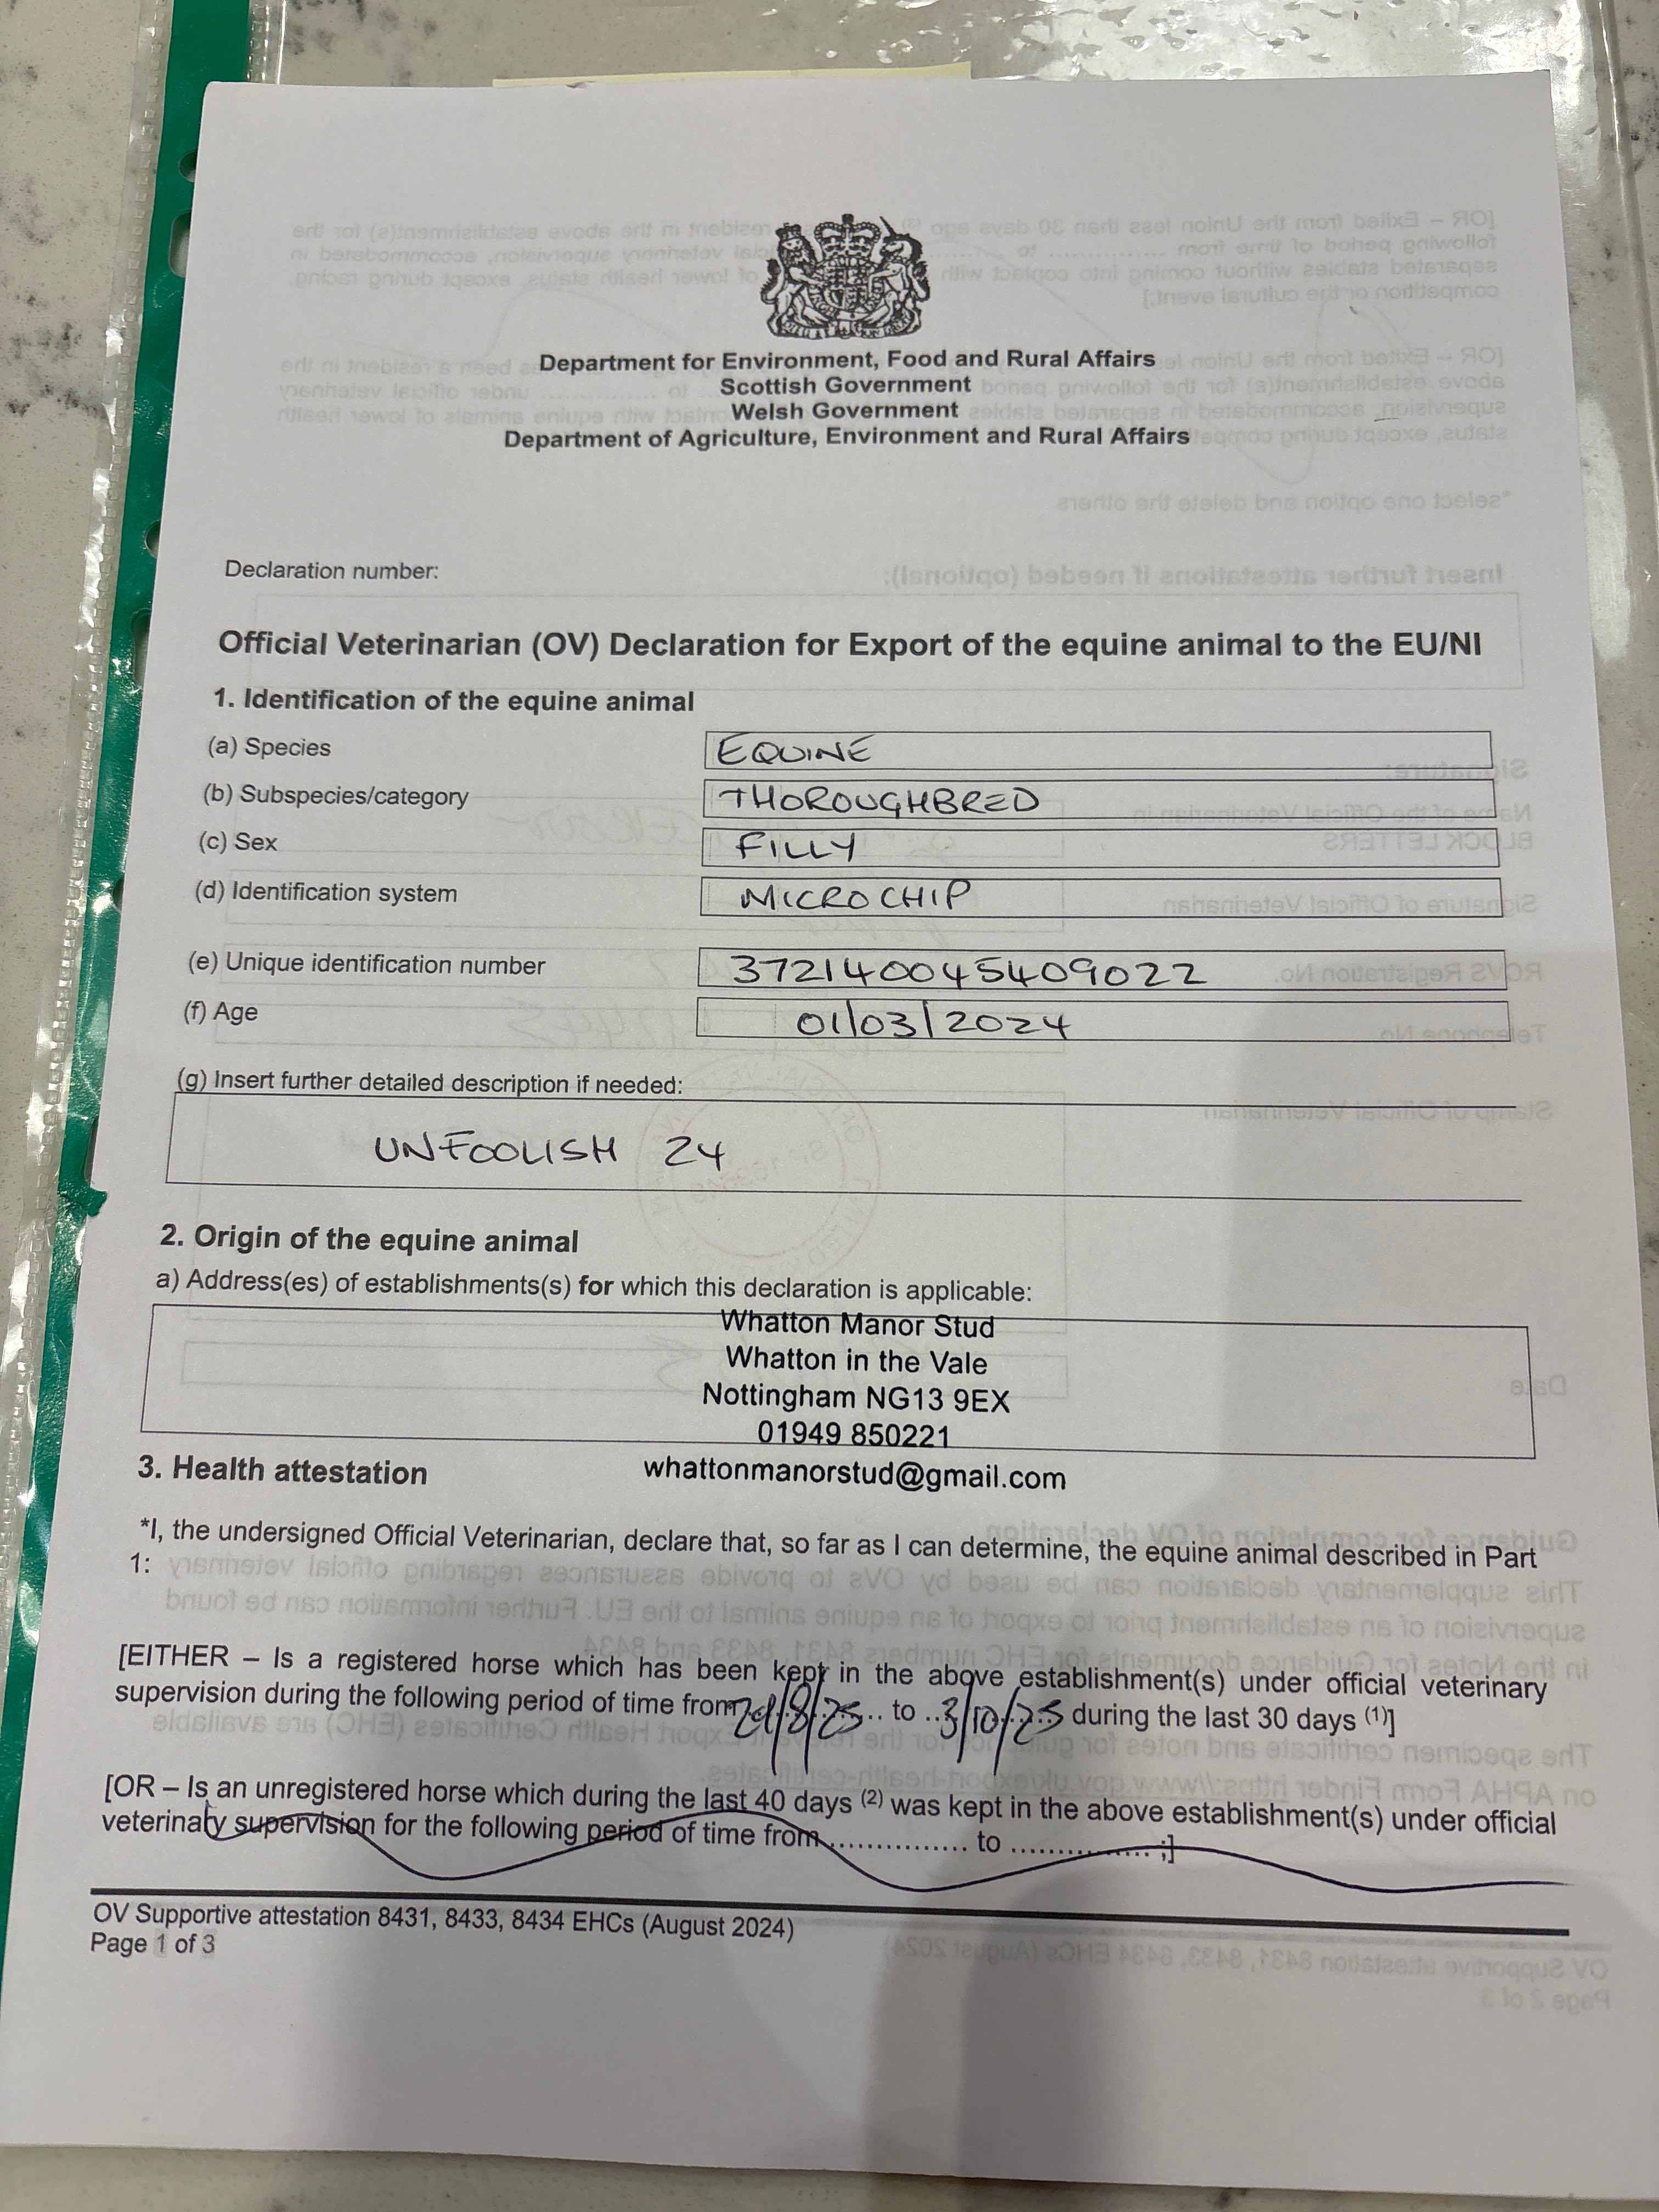 Department for Environment, Food and Rural Affairs
Scottish Government
Welsh Government
Department of Agriculture, Environment and Rural Affairs
Declaration number:
Official Veterinarian (OV) Declaration for Export of the equine animal to the EU/NI
1. Identification of the equine animal
(a) Species EQUINE
(b) Subspecies/category THOROUGHBRED
(c) Sex FILLY
(d) Identification system MICROCHIP
(e) Unique identification number 372140045409022
(f) Age 01/03/2024
(g) Insert further detailed description if needed:
UNFOOLISH 24
2. Origin of the equine animal
a) Address(es) of establishments(s) for which this declaration is applicable:
Whatton Manor Stud
Whatton in the Vale
Nottingham NG13 9EX
01949 850221
3. Health attestation whattonmanorstud@gmail.com
*I, the undersigned Official Veterinarian, declare that, so far as I can determine, the equine animal described in Part
1:
[EITHER – Is a registered horse which has been kept in the above establishment(s) under official veterinary
supervision during the following period of time from /8/25 to 3/10/25 during the last 30 days (1)]
[OR – Is an unregistered horse which during the last 40 days (2) was kept in the above establishment(s) under official
veterinary supervision for the following period of time from ............... to ............... ;]
OV Supportive attestation 8431, 8433, 8434 EHCs (August 2024)
Page 1 of 3